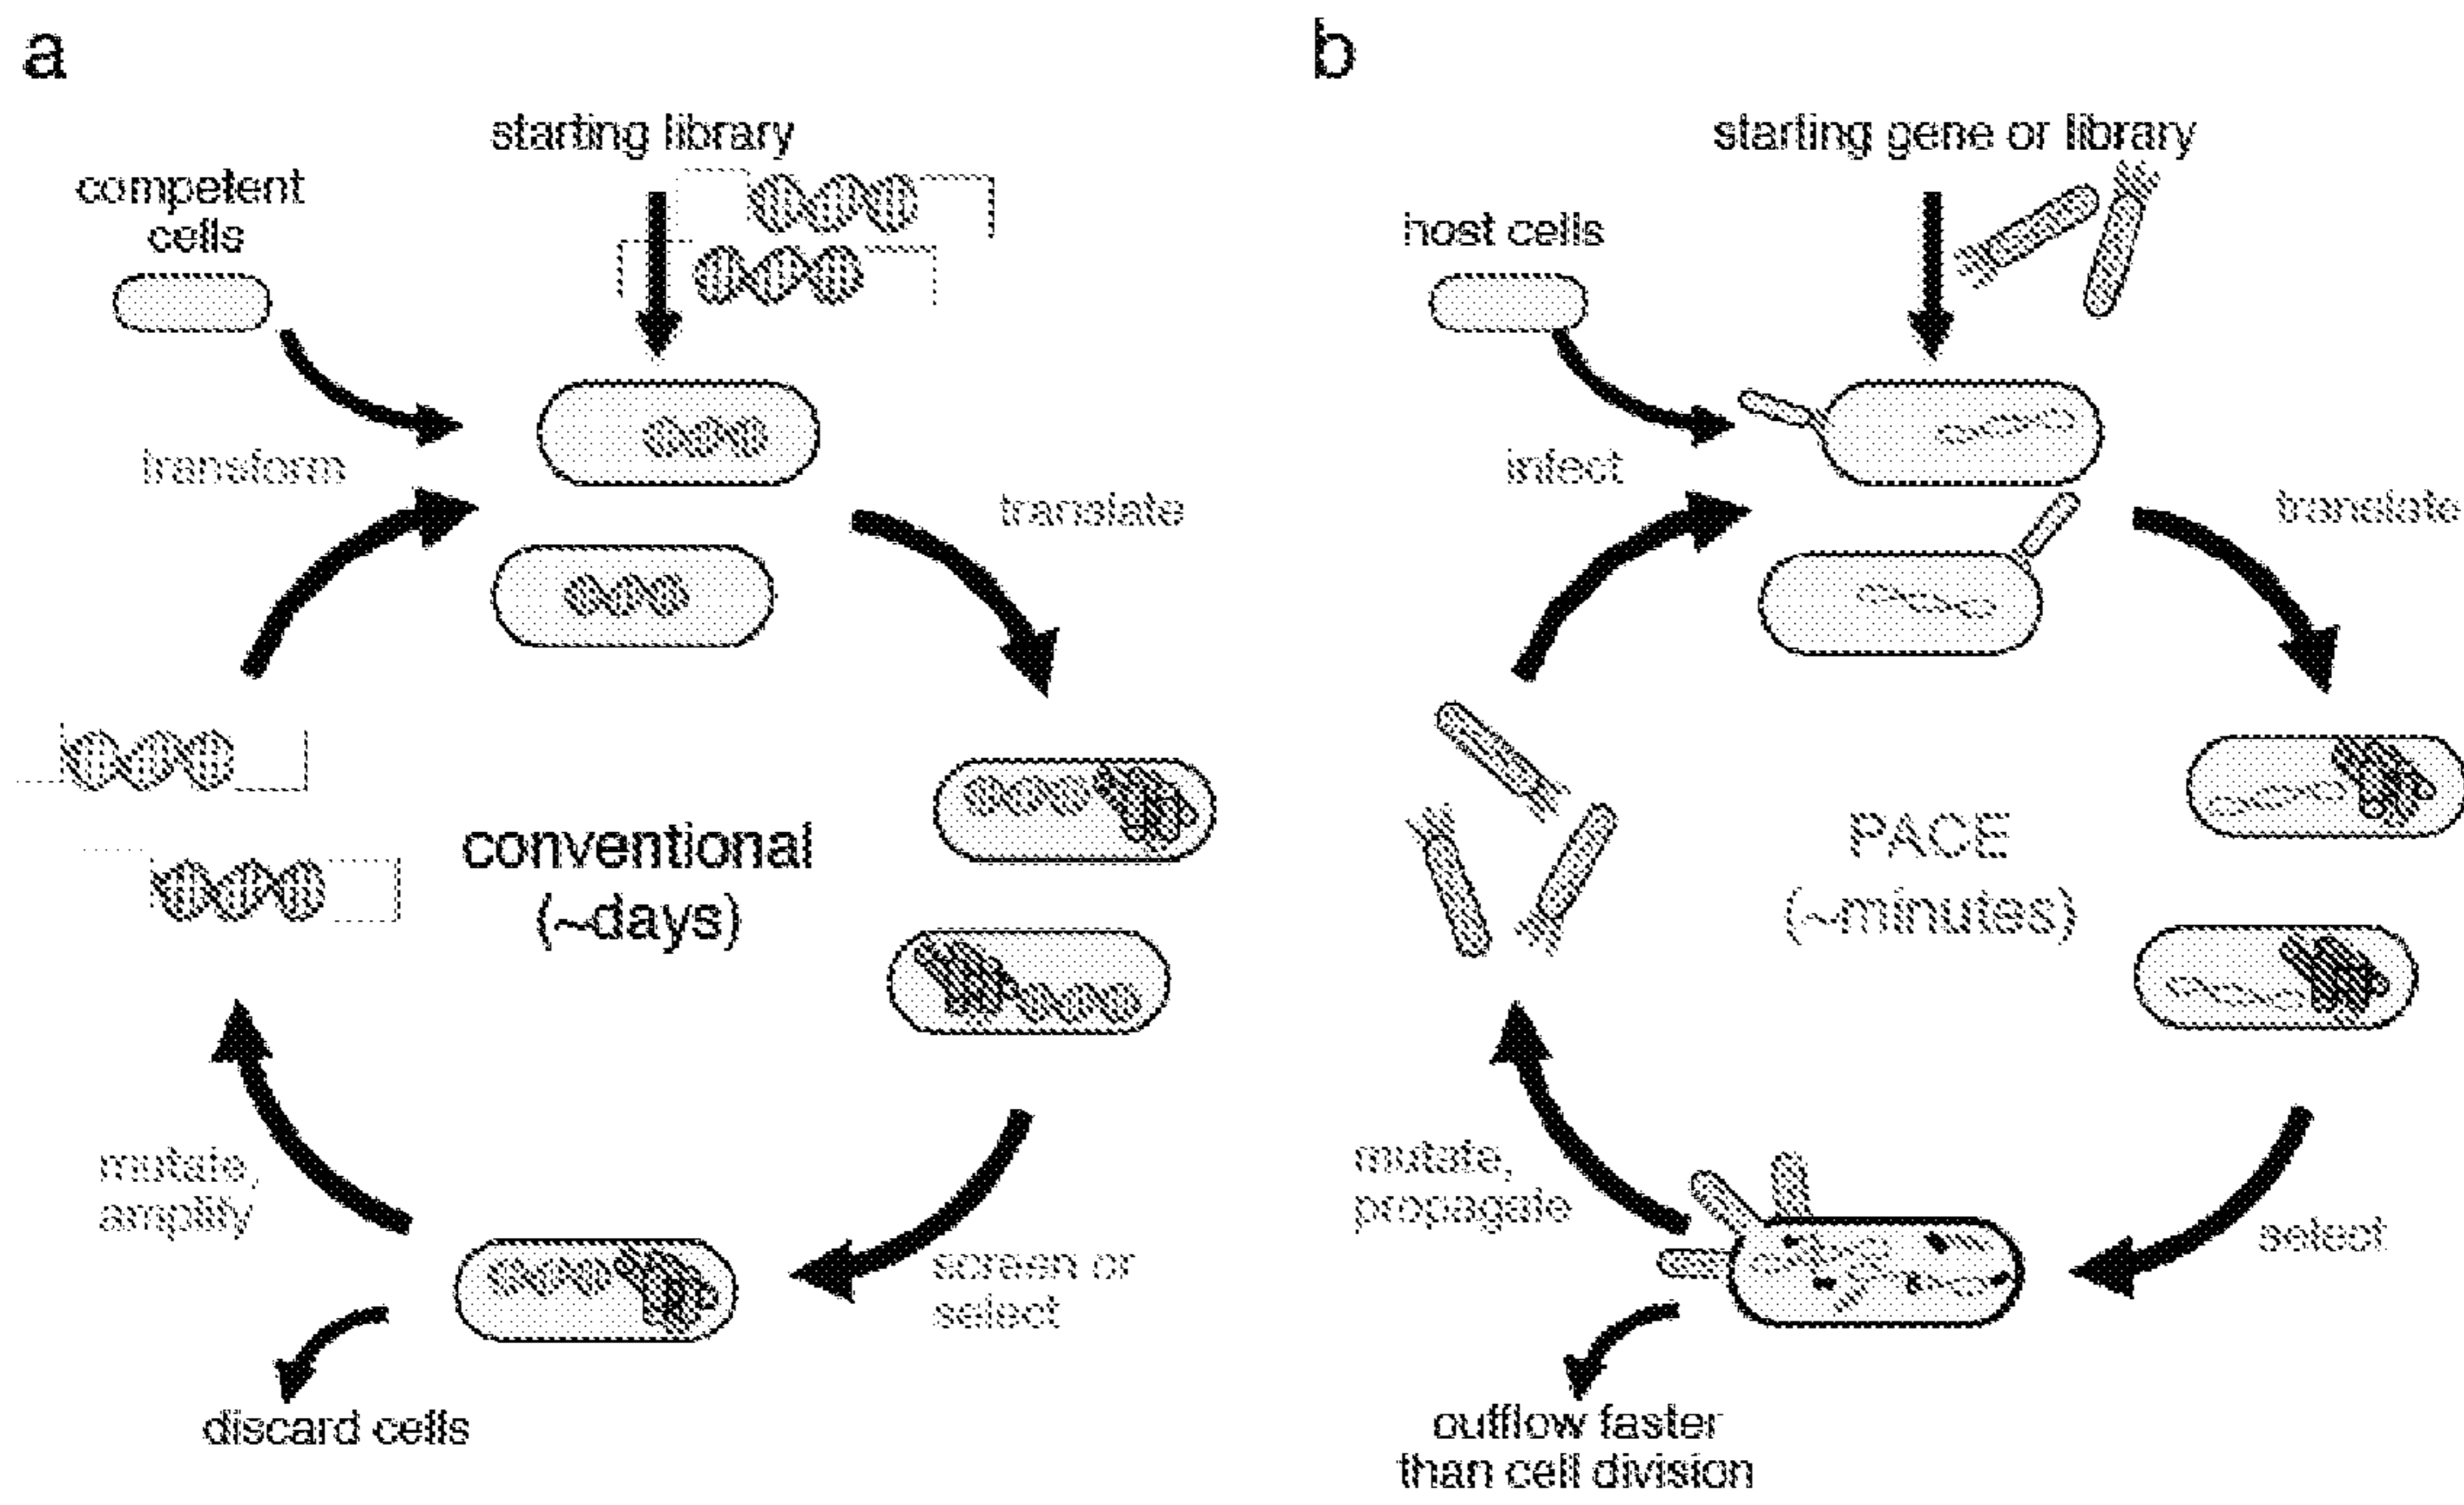 a
starting library
competent
cells
transform
translate
conventional
(~days)
mutate,
amplify
screen or
select
discard cells
b
starting gene or library
host cells
infect
translate
PACE
(~minutes)
mutate,
propagate
select
outflow faster
than cell division